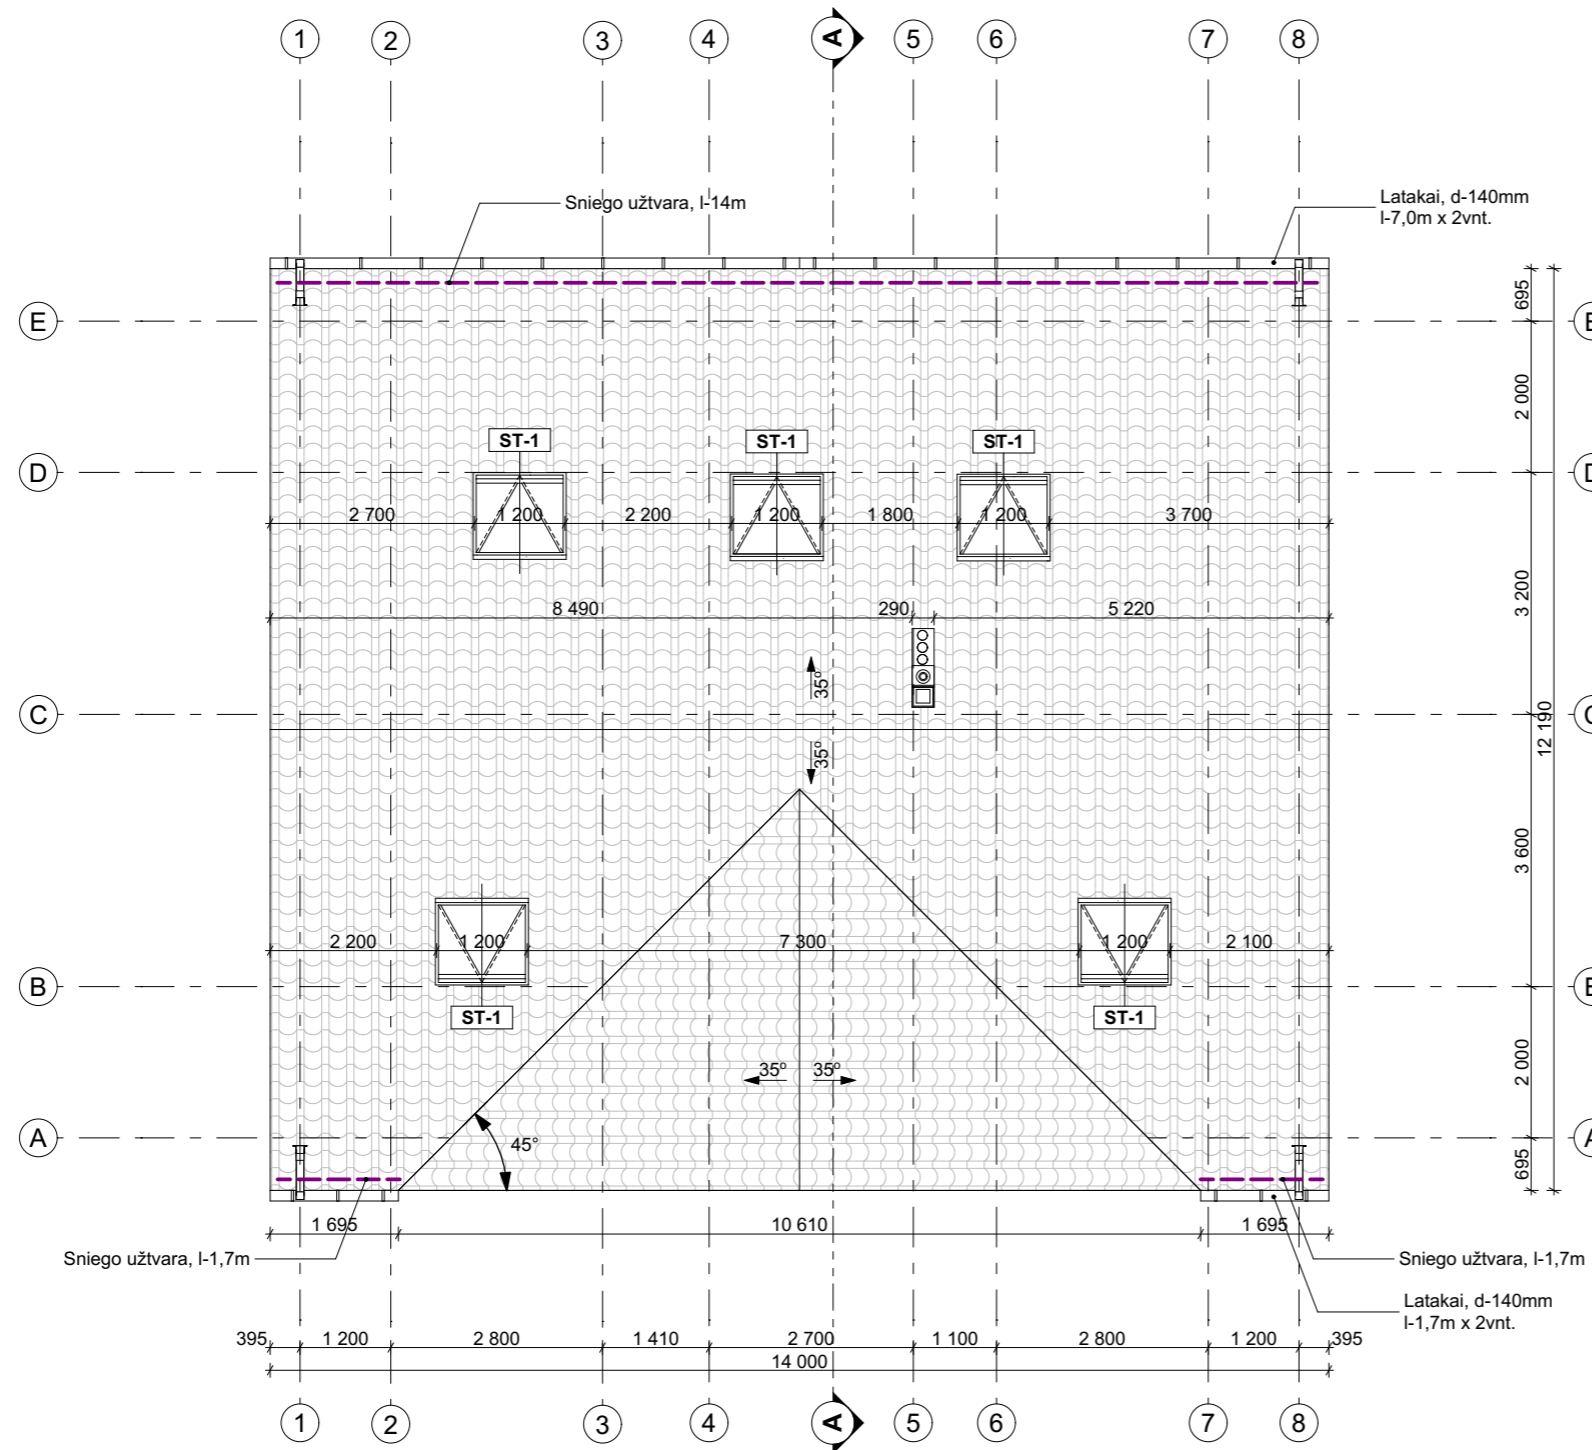 1 2 3 4 A 5 6 7 8
Sniego užtvara, l-14m
Latakai, d-140mm
l-7,0m x 2vnt.
695
E
2 000
ST-1 ST-1 ST-1
D
2 700 1 200 2 200 1 200 1 800 1 200 3 700
3 200
8 490 290 5 220
35°
C
12 190
35°
3 600
2 200 1 200 7 300 1 200 2 100
B
ST-1 ST-1
2 000
35° 35°
A
45°
695
1 695 10 610 1 695
Sniego užtvara, l-1,7m
Sniego užtvara, l-1,7m
Latakai, d-140mm
l-1,7m x 2vnt.
395 1 200 2 800 1 410 2 700 1 100 2 800 1 200 395
14 000
1 2 3 4 A 5 6 7 8